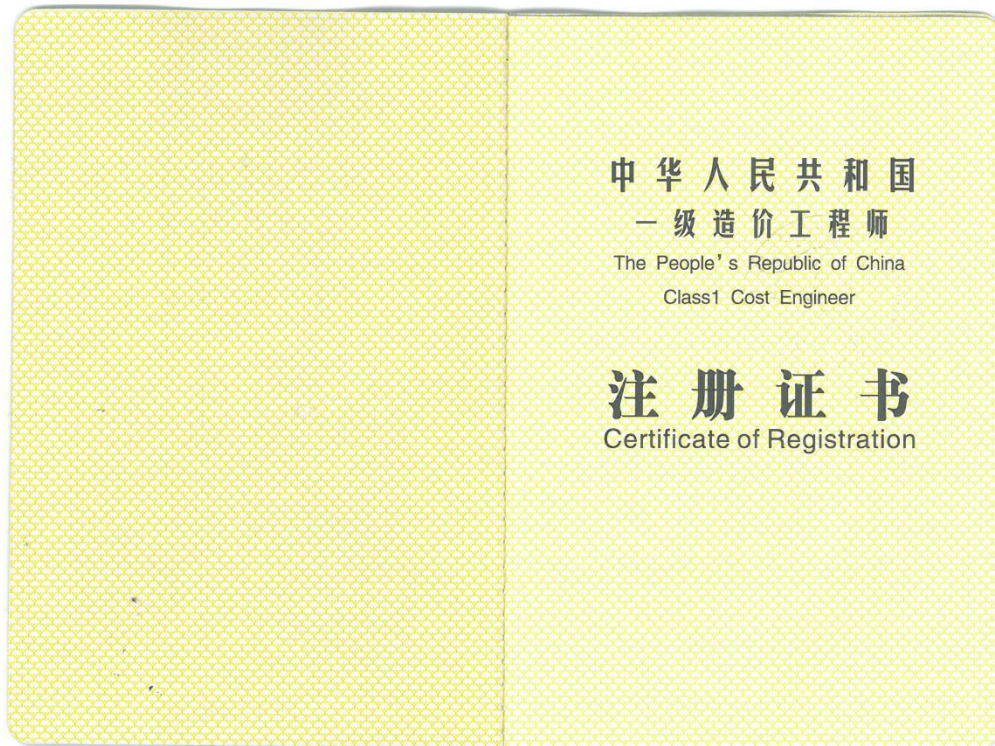 中华人民共和国
一级造价工程师
The People's Republic of China
Class1 Cost Engineer
注册证书
Certificate of Registration